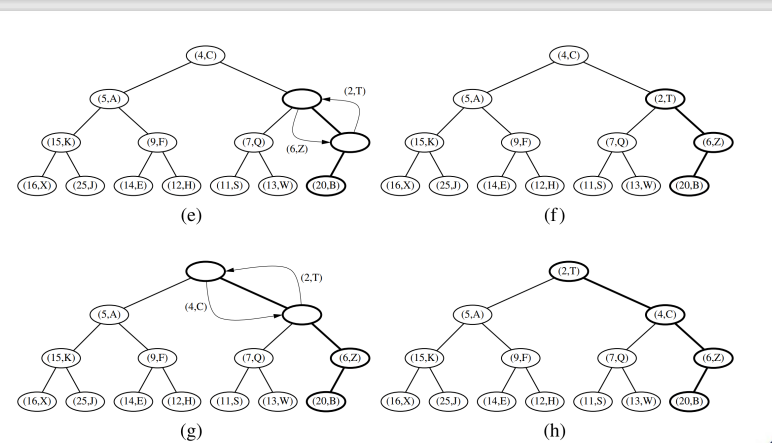 (4,C) (4,C)
(5,A) (2,T) (5,A) (2,T)
(15,K) (9,F) (7,Q) (6,Z) (15,K) (9,F) (7,Q) (6,Z)
(16,X) (25,J) (14,E) (12,H) (11,S) (13,W) (20,B) (16,X) (25,J) (14,E) (12,H) (11,S) (13,W) (20,B)
(e) (f)
(2,T)
(4,C) (2,T)
(5,A) (5,A) (4,C)
(15,K) (9,F) (7,Q) (6,Z) (15,K) (9,F) (7,Q) (6,Z)
(16,X) (25,J) (14,E) (12,H) (11,S) (13,W) (20,B) (16,X) (25,J) (14,E) (12,H) (11,S) (13,W) (20,B)
(g) (h)